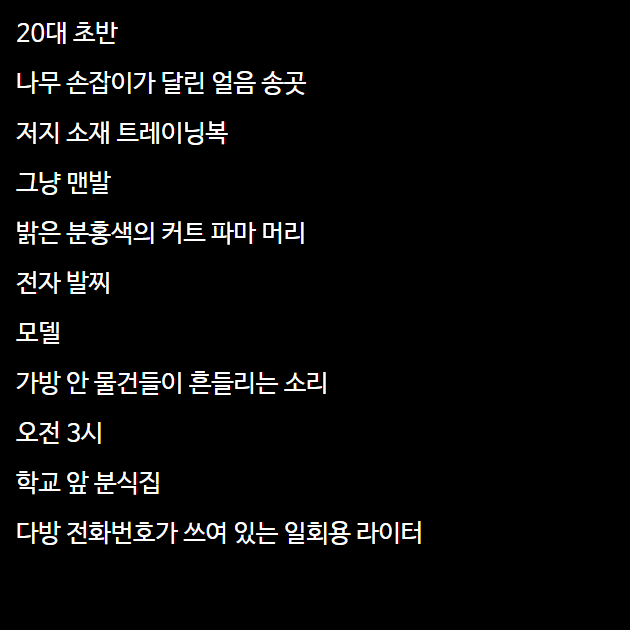 20대 초반
나무 손잡이가 달린 얼음 송곳
저지 소재 트레이닝복
그냥 맨발
밝은 분홍색의 커트 파마 머리
전자 발찌
모델
가방 안 물건들이 흔들리는 소리
오전 3시
학교 앞 분식집
다방 전화번호가 쓰여 있는 일회용 라이터